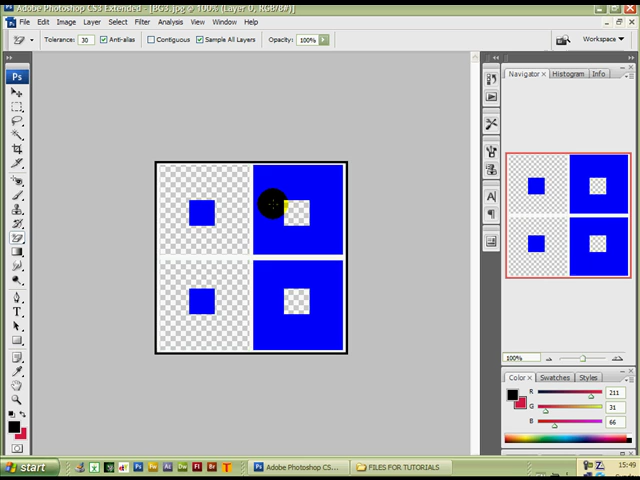 Adobe Photoshop CS3 Extended - [BG3.jpg @ 100% (Layer 0, RGB/8#)]
File Edit Image Layer Select Filter Analysis View Window Help
Tolerance: 30 Anti-alias Contiguous Sample All Layers Opacity: 100% Workspace
Ps
Navigator Histogram Info
100%
Color Swatches Styles
R 211
G 31
B 66
start Adobe Photoshop CS... FILES FOR TUTORIALS 15:49